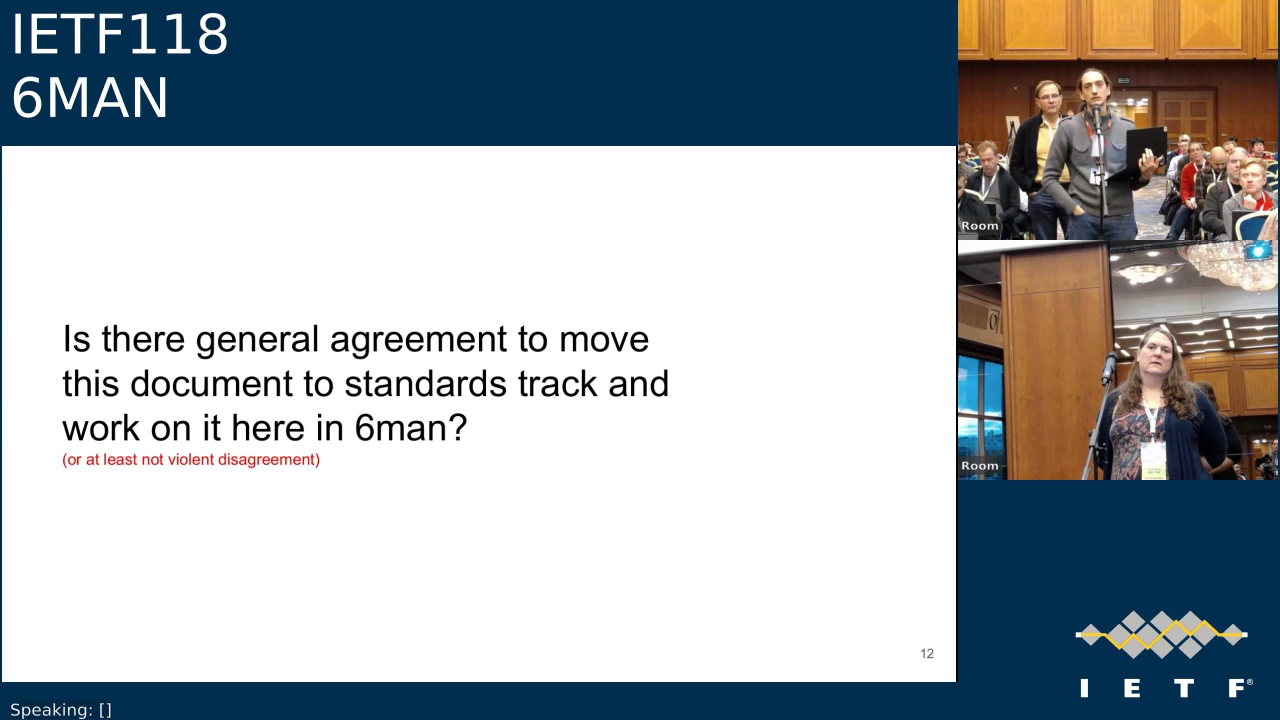 IETF118
6MAN
Is there general agreement to move
this document to standards track and
work on it here in 6man?
(or at least not violent disagreement)
12
Room
Room
I E T F®
Speaking: []